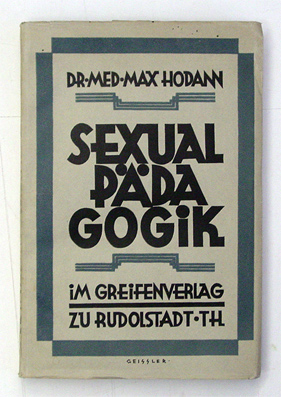 DR·MED·MAX HODANN
SEXUAL
PÄDA
GOGiK
iM GREiFENVERLAG
ZU RUDOLSTADT·TH.
GEISSLER·